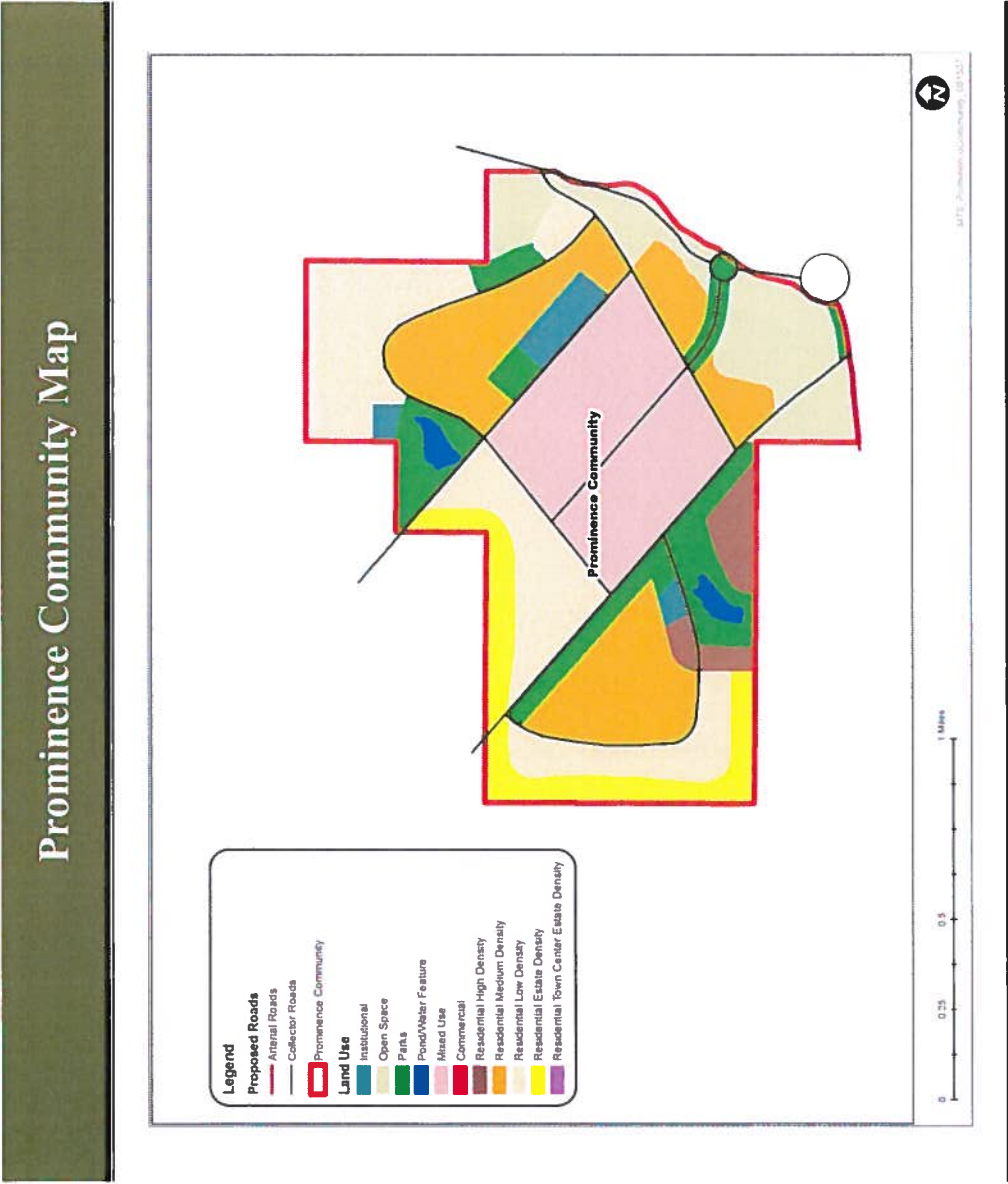 Prominence Community Map
N
Prominence Community
Legend
Proposed Roads
Arterial Roads
Collector Roads
Prominence Community
Land Use
Institutional
Open Space
Parks
Pond/Water Feature
Mixed Use
Commercial
Residential High Density
Residential Medium Density
Residential Low Density
Residential Estate Density
Residential Town Center Estate Density
0 0.25 0.5 1 Miles